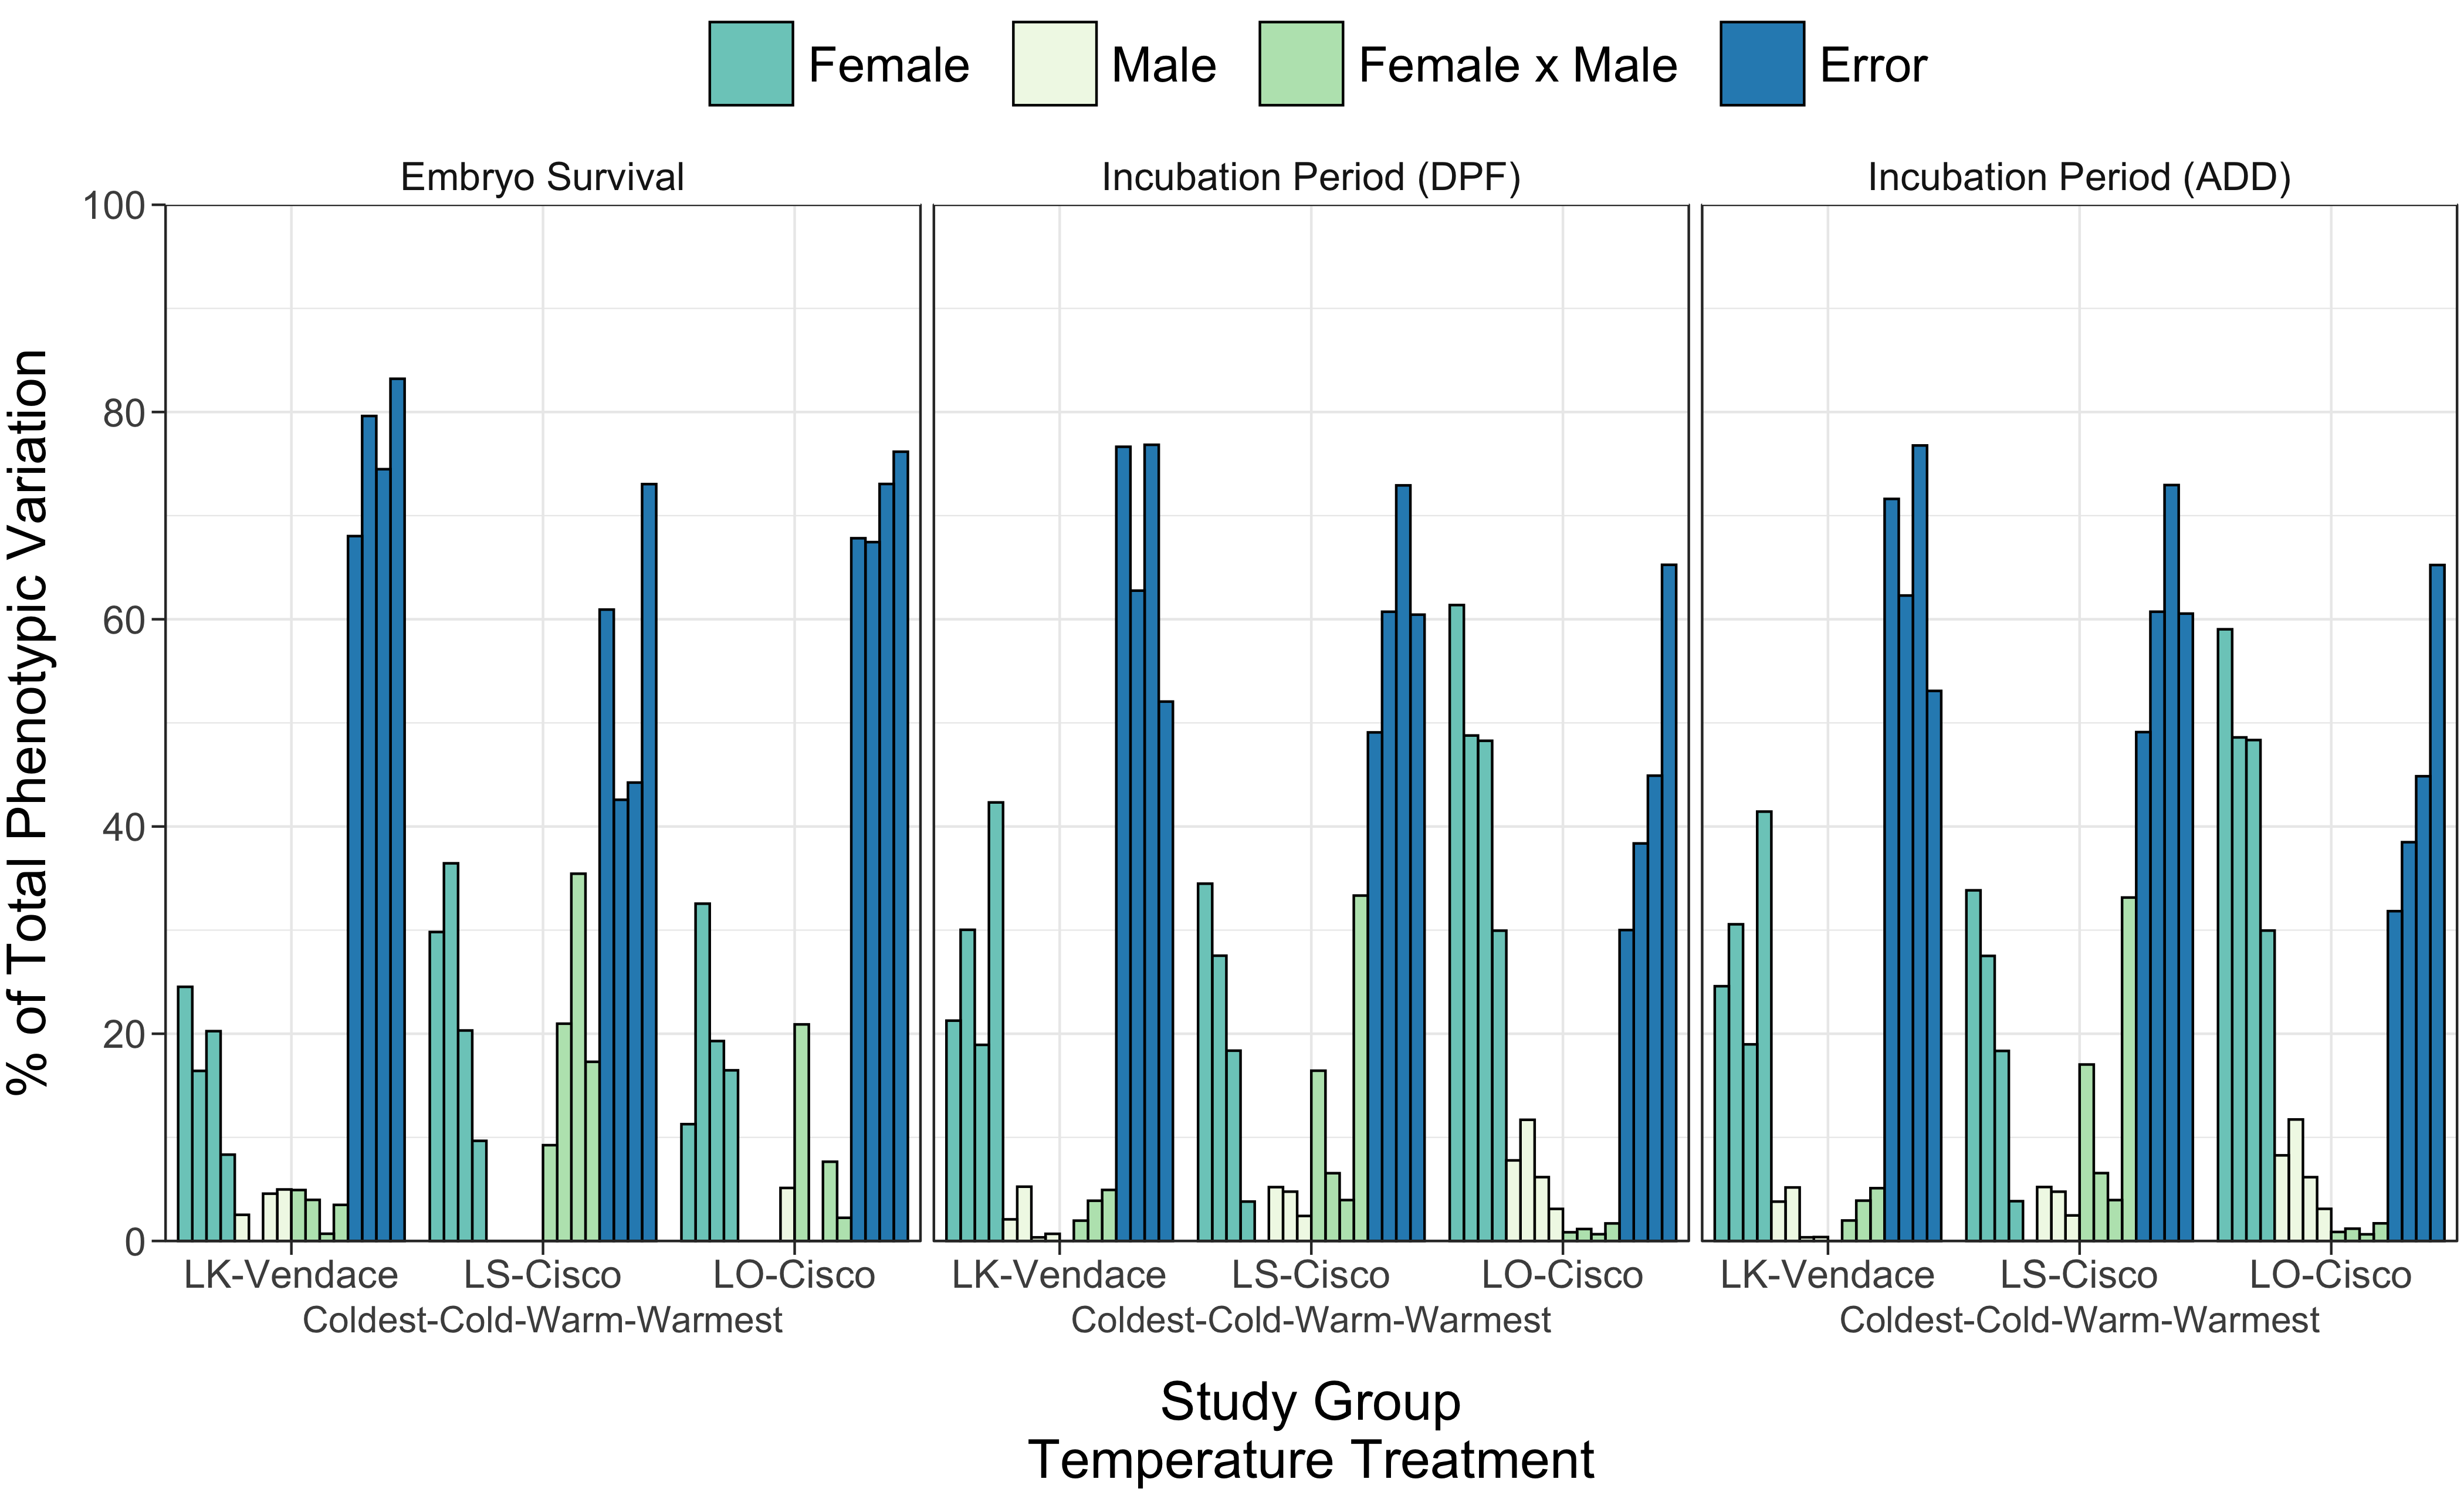 Female Male Female x Male Error
Embryo Survival Incubation Period (DPF) Incubation Period (ADD)
% of Total Phenotypic Variation
100
80
60
40
20
0
LK-Vendace LS-Cisco LO-Cisco LK-Vendace LS-Cisco LO-Cisco LK-Vendace LS-Cisco LO-Cisco
Coldest-Cold-Warm-Warmest Coldest-Cold-Warm-Warmest Coldest-Cold-Warm-Warmest
Study Group
Temperature Treatment